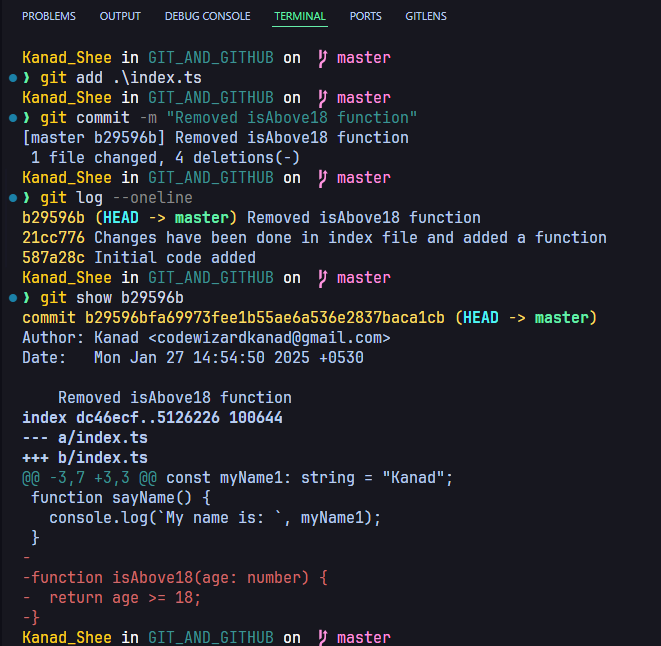 PROBLEMS OUTPUT DEBUG CONSOLE TERMINAL PORTS GITLENS
Kanad_Shee in GIT_AND_GITHUB on master
❯ git add .\index.ts
Kanad_Shee in GIT_AND_GITHUB on master
❯ git commit -m "Removed isAbove18 function"
[master b29596b] Removed isAbove18 function
 1 file changed, 4 deletions(-)
Kanad_Shee in GIT_AND_GITHUB on master
❯ git log --oneline
b29596b (HEAD -> master) Removed isAbove18 function
21cc776 Changes have been done in index file and added a function
587a28c Initial code added
Kanad_Shee in GIT_AND_GITHUB on master
❯ git show b29596b
commit b29596bfa69973fee1b55ae6a536e2837baca1cb (HEAD -> master)
Author: Kanad <codewizardkanad@gmail.com>
Date:   Mon Jan 27 14:54:50 2025 +0530
    Removed isAbove18 function
index dc46ecf..5126226 100644
--- a/index.ts
+++ b/index.ts
@@ -3,7 +3,3 @@ const myName1: string = "Kanad";
 function sayName() {
   console.log(`My name is: `, myName1);
 }
-
-function isAbove18(age: number) {
-  return age >= 18;
-}
Kanad_Shee in GIT_AND_GITHUB on master